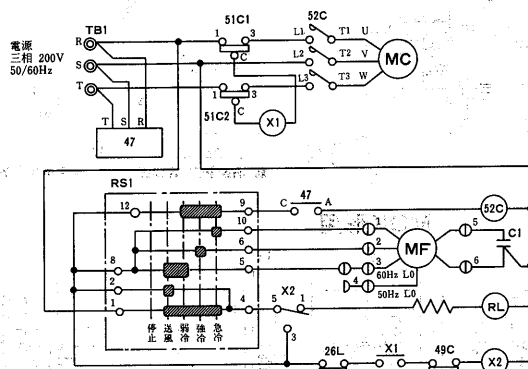 TB1
51C1
52C
電源
三相 200V
50/60Hz
R
S
T
1
3
C
L1
T1
U
L2
T2
V
L3
T3
W
MC
T S R
47
51C2
1
3
C
X1
RS1
12
9
C
47
A
52C
10
1
5
C1
6
2
MF
8
5
3
6
60Hz L0
2
4
50Hz L0
1
4
X2
5
1
RL
3
停止
送風
弱冷
強冷
急冷
26L
X1
49C
X2